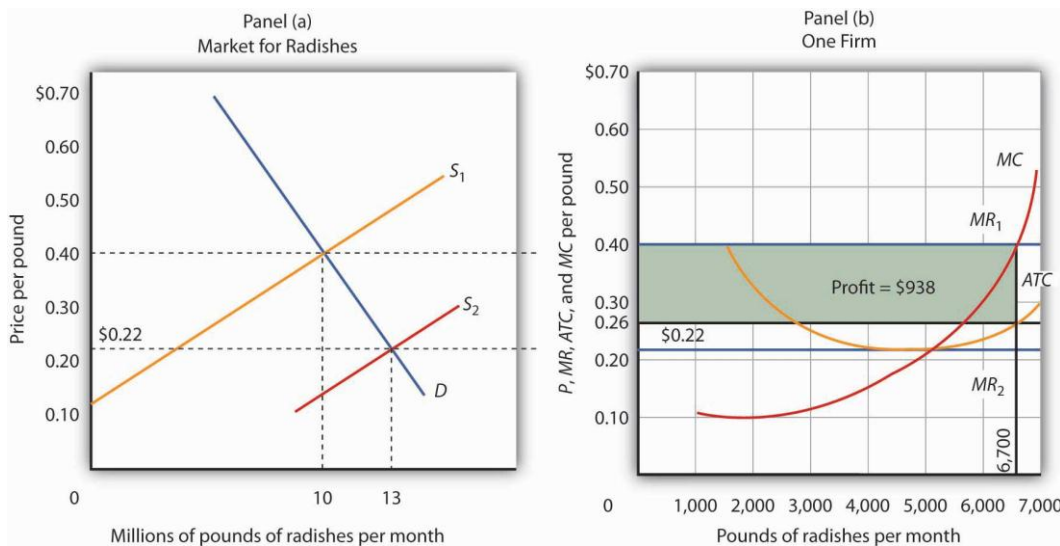 Panel (a)
Market for Radishes
Price per pound
$0.70
0.60
0.50
0.40
0.30
$0.22
0.20
0.10
0
S1
S2
D
10
13
Millions of pounds of radishes per month
Panel (b)
One Firm
P, MR, ATC, and MC per pound
$0.70
0.60
0.50
0.40
0.30
0.26
$0.22
0.20
0.10
MC
MR1
ATC
Profit = $938
MR2
6,700
0
1,000
2,000
3,000
4,000
5,000
6,000
7,000
Pounds of radishes per month